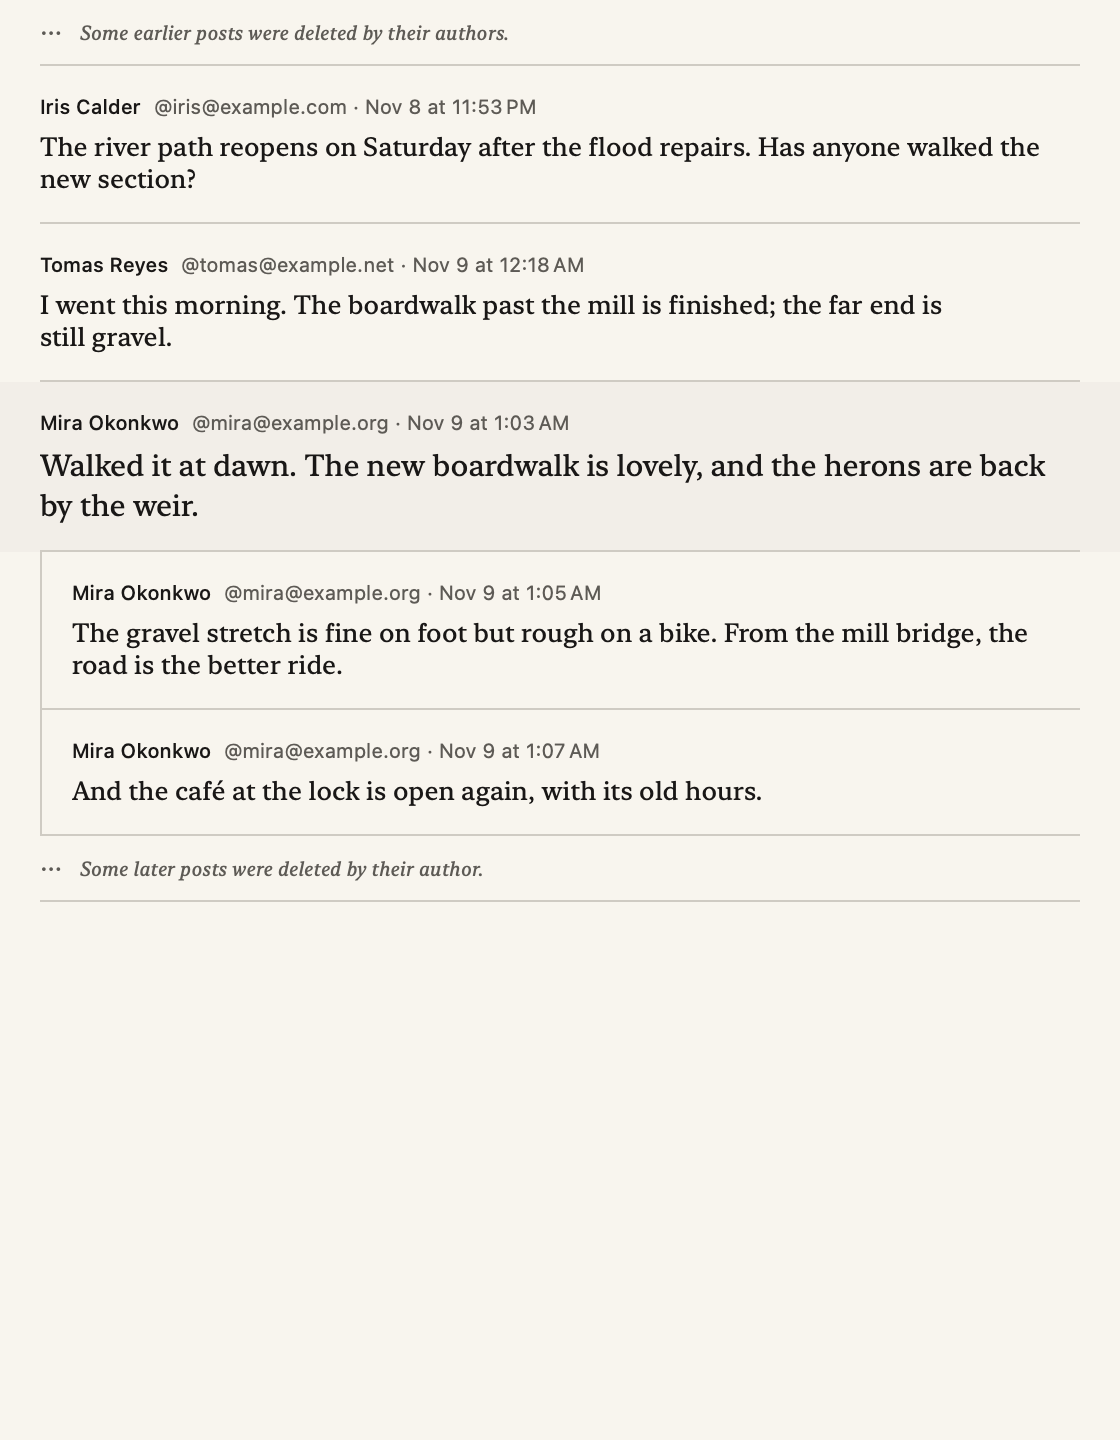 ··· Some earlier posts were deleted by their authors.
Iris Calder @iris@example.com · Nov 8 at 11:53 PM
The river path reopens on Saturday after the flood repairs. Has anyone walked the
new section?
Tomas Reyes @tomas@example.net · Nov 9 at 12:18 AM
I went this morning. The boardwalk past the mill is finished; the far end is
still gravel.
Mira Okonkwo @mira@example.org · Nov 9 at 1:03 AM
Walked it at dawn. The new boardwalk is lovely, and the herons are back
by the weir.
Mira Okonkwo @mira@example.org · Nov 9 at 1:05 AM
The gravel stretch is fine on foot but rough on a bike. From the mill bridge, the
road is the better ride.
Mira Okonkwo @mira@example.org · Nov 9 at 1:07 AM
And the café at the lock is open again, with its old hours.
··· Some later posts were deleted by their author.